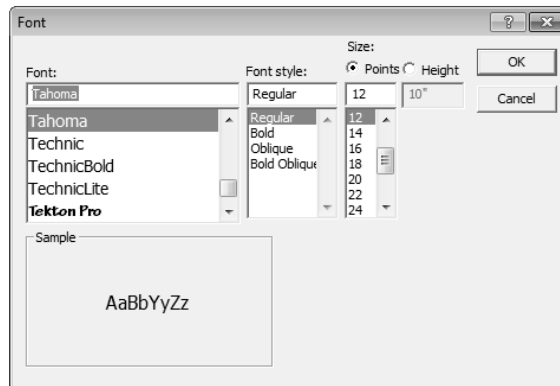 Font
Size:
Font:
Font style:
Points
Height
OK
Tahoma
Regular
12
10"
Cancel
Tahoma
Technic
TechnicBold
TechnicLite
Tekton Pro
Regular
Bold
Oblique
Bold Oblique
12
14
16
18
20
22
24
Sample
AaBbYyZz